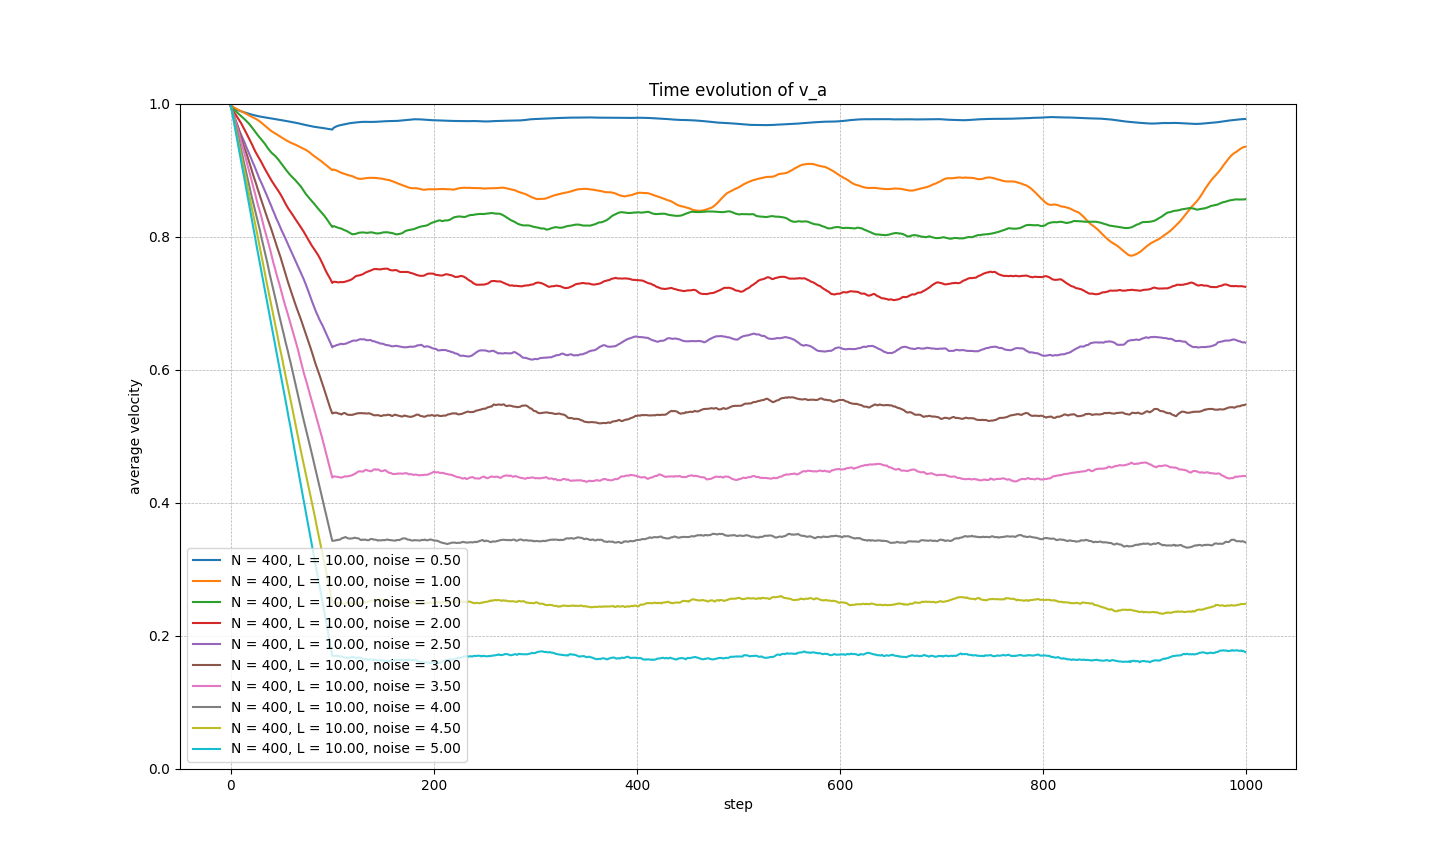 Time evolution of v_a
1.0
0.8
0.6
0.4
0.2
0.0
average velocity
N = 400, L = 10.00, noise = 0.50
N = 400, L = 10.00, noise = 1.00
N = 400, L = 10.00, noise = 1.50
N = 400, L = 10.00, noise = 2.00
N = 400, L = 10.00, noise = 2.50
N = 400, L = 10.00, noise = 3.00
N = 400, L = 10.00, noise = 3.50
N = 400, L = 10.00, noise = 4.00
N = 400, L = 10.00, noise = 4.50
N = 400, L = 10.00, noise = 5.00
0 200 400 600 800 1000
step